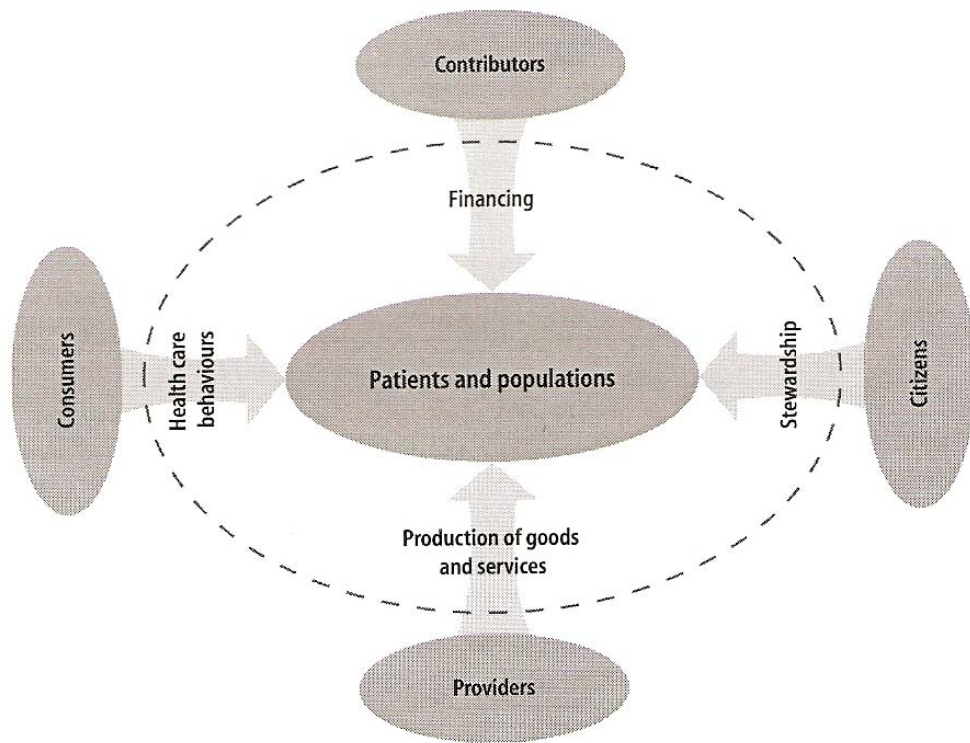 Contributors
Financing
Consumers
Health care
behaviours
Patients and populations
Stewardship
Citizens
Production of goods
and services
Providers